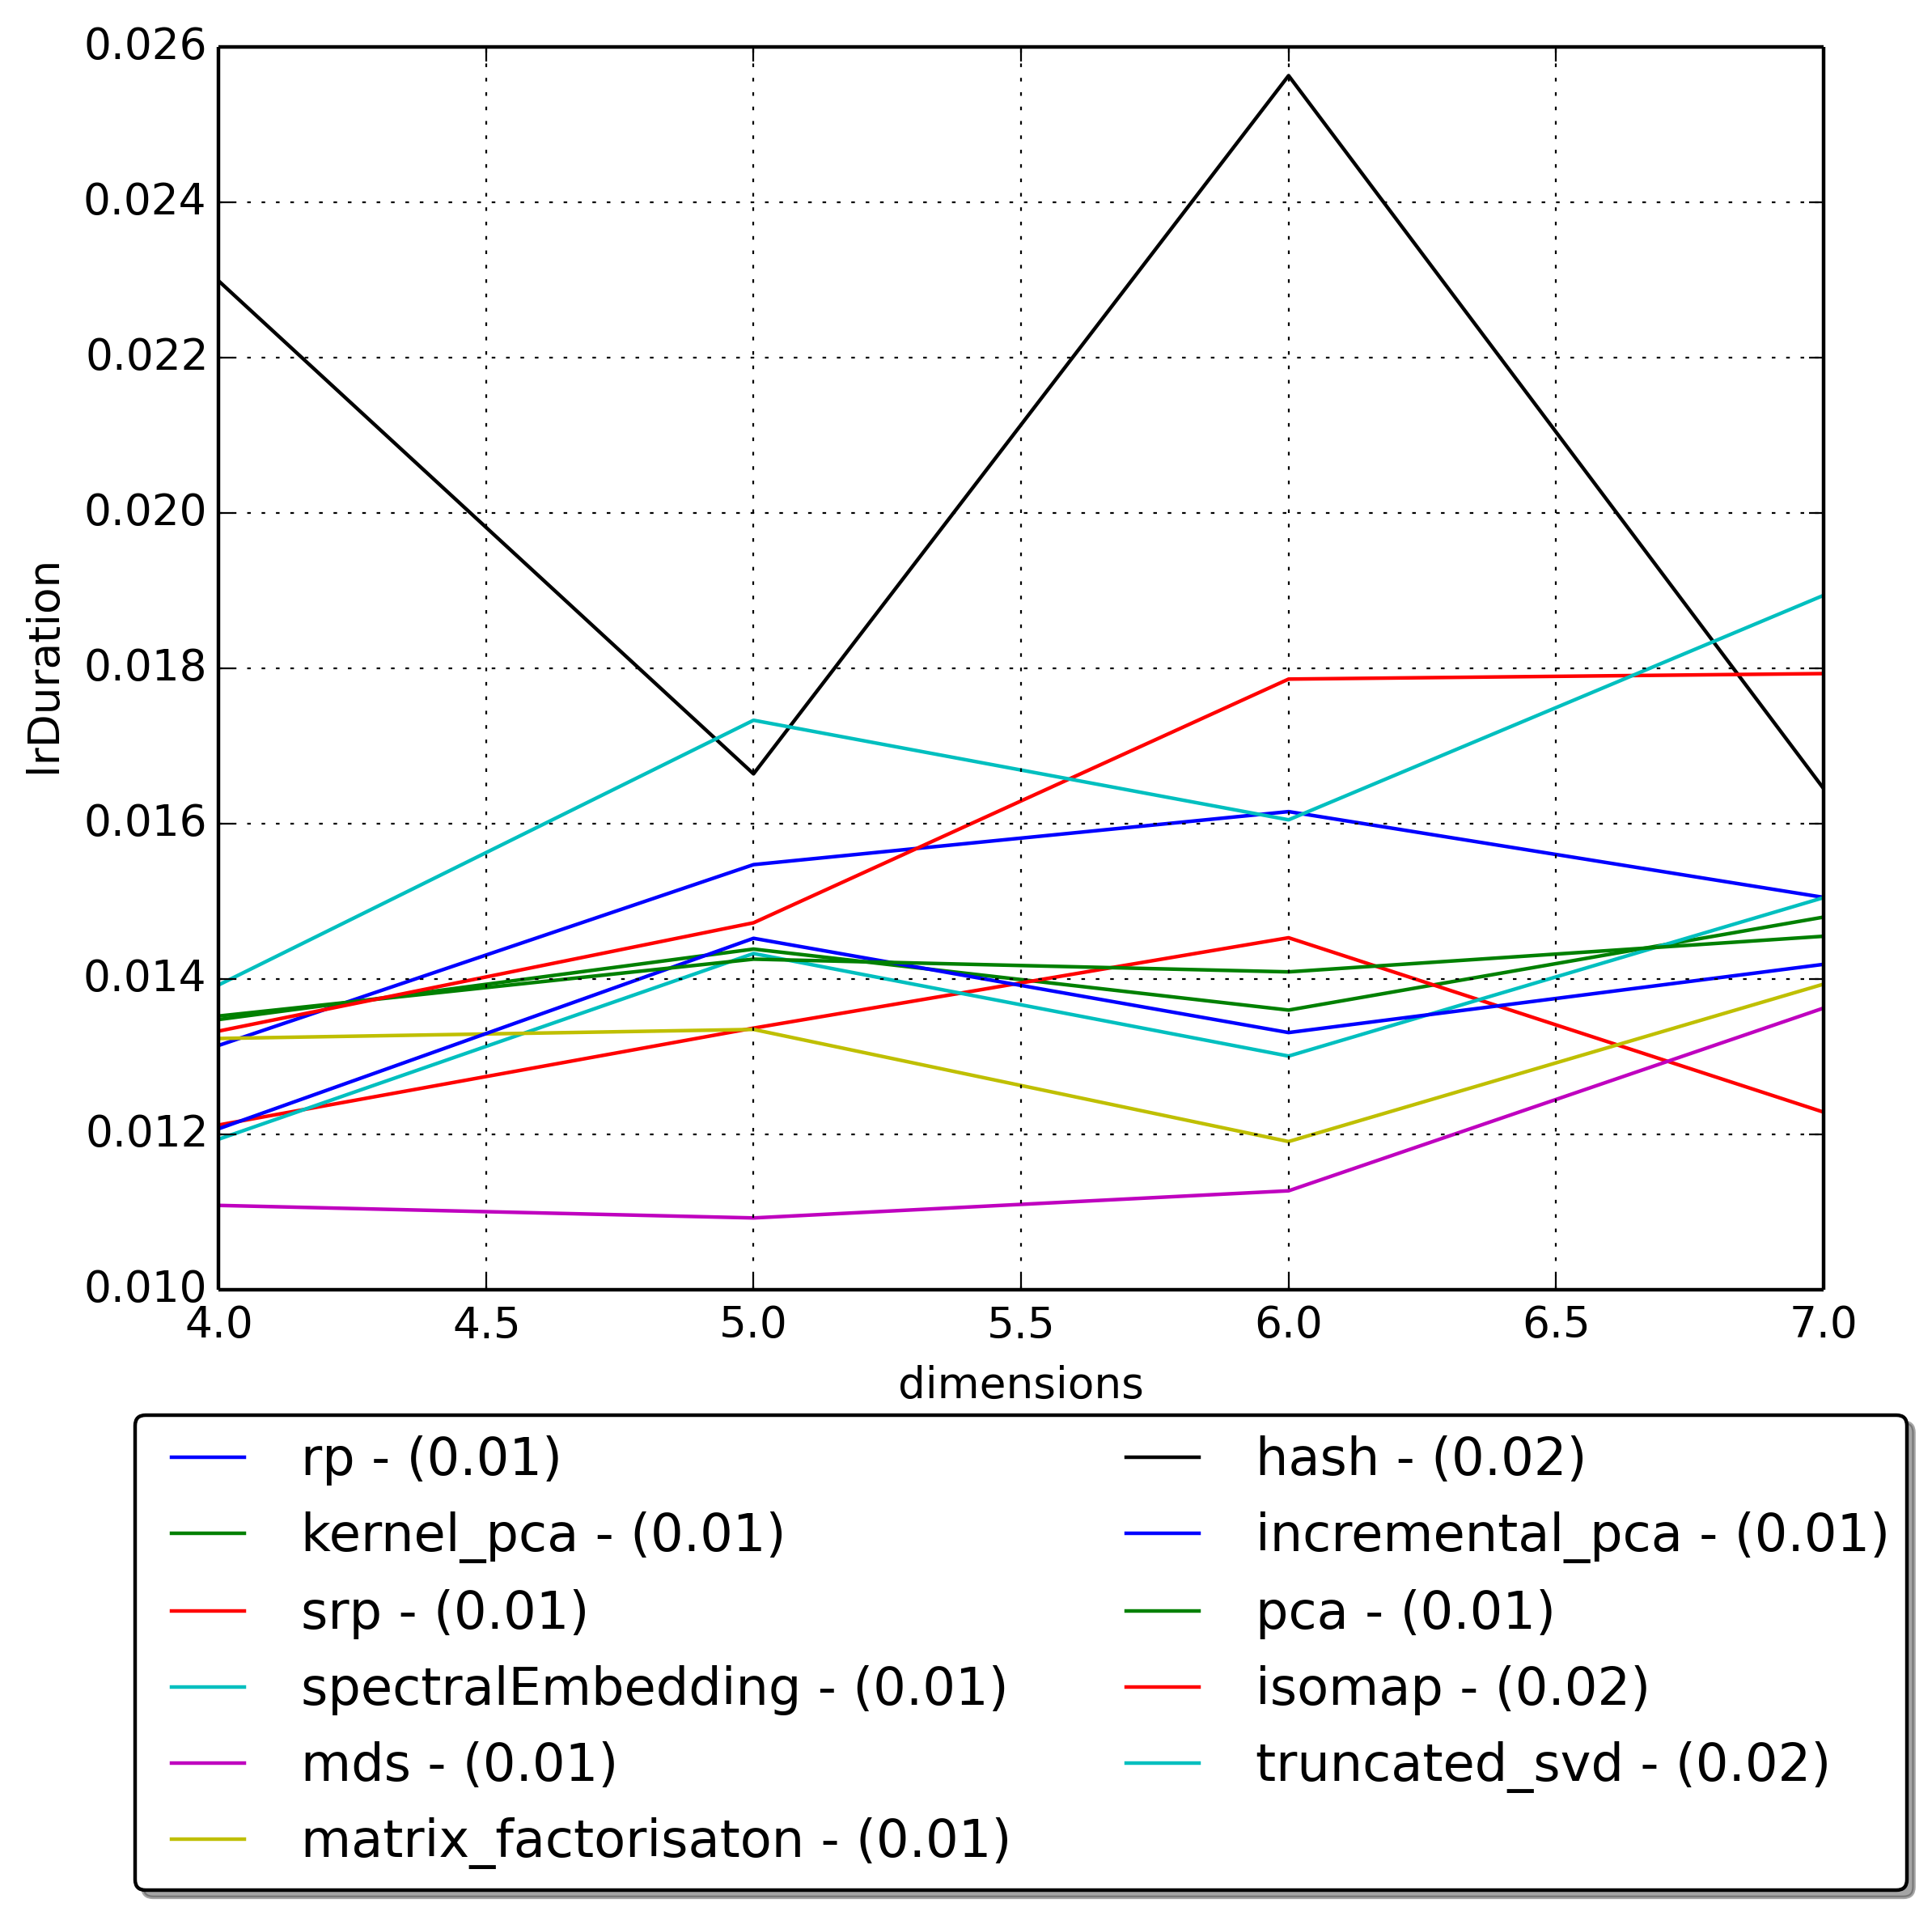 0.026
0.024
0.022
0.020
0.018
0.016
0.014
0.012
0.010
lrDuration
4.0 4.5 5.0 5.5 6.0 6.5 7.0
dimensions
rp - (0.01)
kernel_pca - (0.01)
srp - (0.01)
spectralEmbedding - (0.01)
mds - (0.01)
matrix_factorisaton - (0.01)
hash - (0.02)
incremental_pca - (0.01)
pca - (0.01)
isomap - (0.02)
truncated_svd - (0.02)